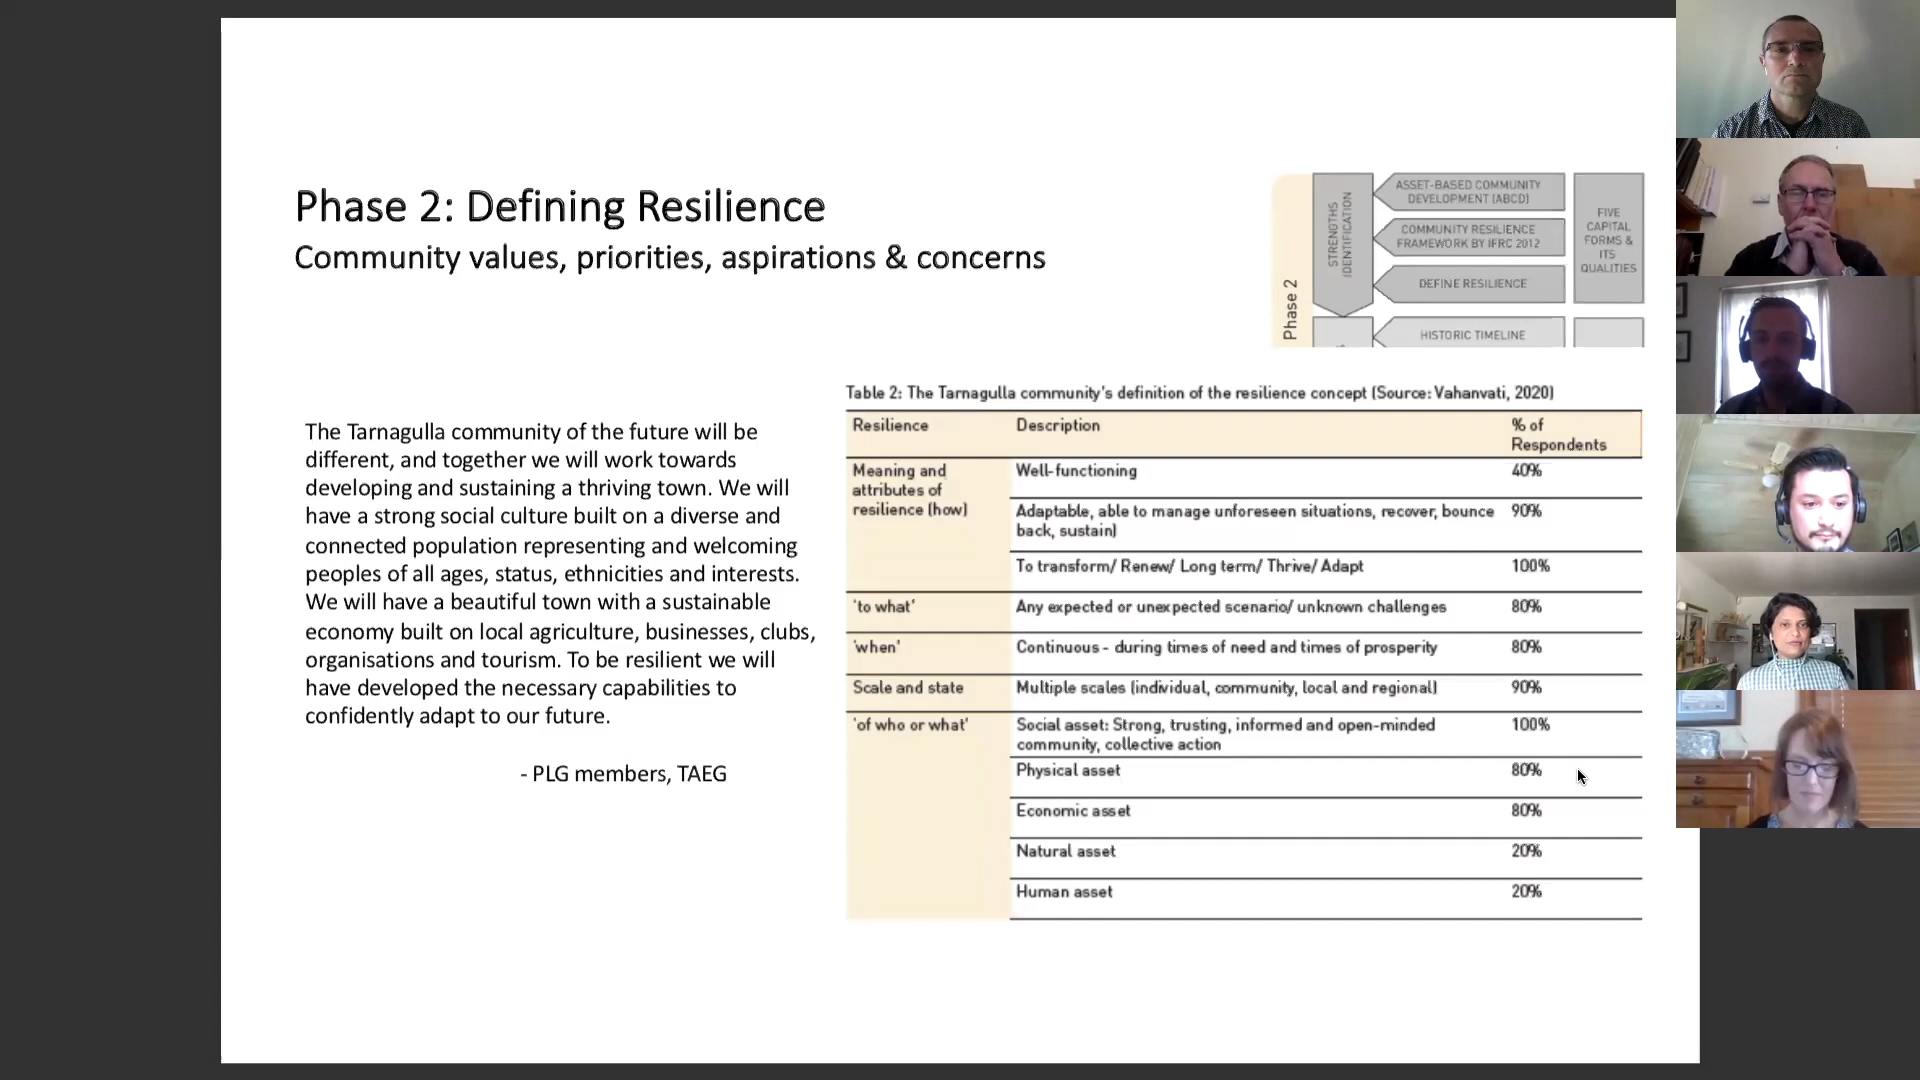 Phase 2: Defining Resilience
Community values, priorities, aspirations & concerns
Phase 2
STRENGTHS
IDENTIFICATION
ASSET-BASED COMMUNITY
DEVELOPMENT (ABCD)
COMMUNITY RESILIENCE
FRAMEWORK BY IFRC 2012
DEFINE RESILIENCE
HISTORIC TIMELINE
FIVE
CAPITAL
FORMS &
ITS
QUALITIES
The Tarnagulla community of the future will be
different, and together we will work towards
developing and sustaining a thriving town. We will
have a strong social culture built on a diverse and
connected population representing and welcoming
peoples of all ages, status, ethnicities and interests.
We will have a beautiful town with a sustainable
economy built on local agriculture, businesses, clubs,
organisations and tourism. To be resilient we will
have developed the necessary capabilities to
confidently adapt to our future.
- PLG members, TAEG
Table 2: The Tarnagulla community's definition of the resilience concept (Source: Vahanvati, 2020)
Resilience Description % of
Respondents
Meaning and Well-functioning 40%
attributes of
resilience (how) Adaptable, able to manage unforeseen situations, recover, bounce 90%
back, sustain)
To transform/ Renew/ Long term/ Thrive/ Adapt 100%
'to what' Any expected or unexpected scenario/ unknown challenges 80%
'when' Continuous - during times of need and times of prosperity 80%
Scale and state Multiple scales (individual, community, local and regional) 90%
'of who or what' Social asset: Strong, trusting, informed and open-minded 100%
community, collective action
Physical asset 80%
Economic asset 80%
Natural asset 20%
Human asset 20%